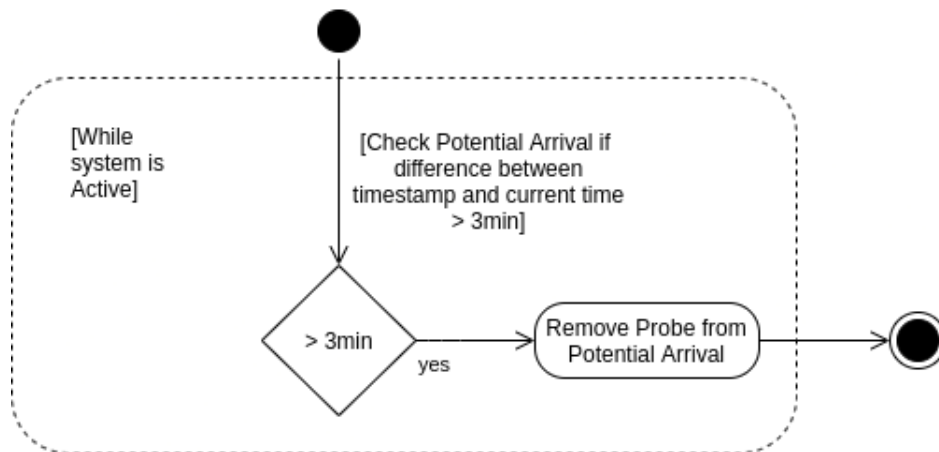 [While
system is
Active]
[Check Potential Arrival if
difference between
timestamp and current time
> 3min]
> 3min
yes
Remove Probe from
Potential Arrival